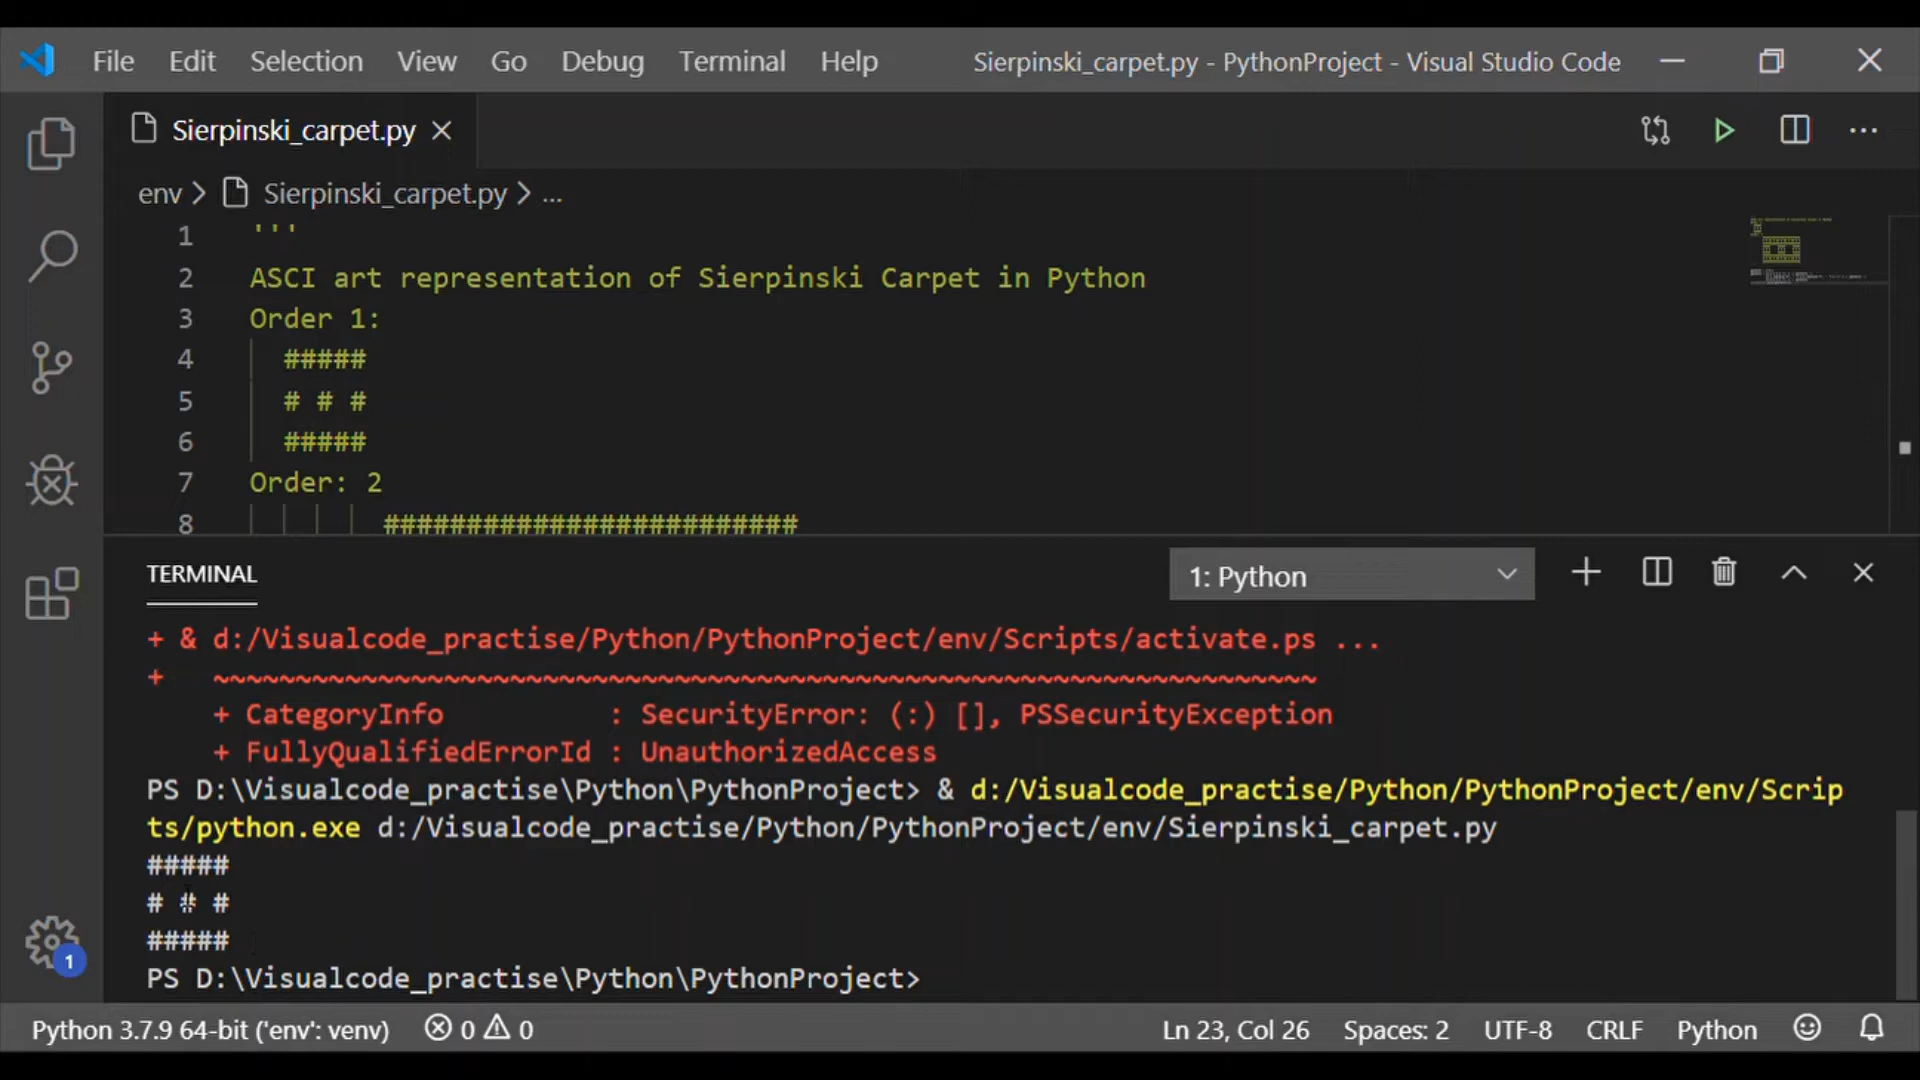 File Edit Selection View Go Debug Terminal Help Sierpinski_carpet.py - PythonProject - Visual Studio Code
Sierpinski_carpet.py
env > Sierpinski_carpet.py > ...
1 '''
2 ASCI art representation of Sierpinski Carpet in Python
3 Order 1:
4 #####
5 # # #
6 #####
7 Order: 2
8 #########################
TERMINAL 1: Python
+ & d:/Visualcode_practise/Python/PythonProject/env/Scripts/activate.ps ...
+ ~~~~~~~~~~~~~~~~~~~~~~~~~~~~~~~~~~~~~~~~~~~~~~~~~~~~~~~~~~~~~~~~~~~
+ CategoryInfo : SecurityError: (:) [], PSSecurityException
+ FullyQualifiedErrorId : UnauthorizedAccess
PS D:\Visualcode_practise\Python\PythonProject> & d:/Visualcode_practise/Python/PythonProject/env/Scrip
ts/python.exe d:/Visualcode_practise/Python/PythonProject/env/Sierpinski_carpet.py
#####
# # #
#####
PS D:\Visualcode_practise\Python\PythonProject>
1
Python 3.7.9 64-bit ('env': venv) 0 0 Ln 23, Col 26 Spaces: 2 UTF-8 CRLF Python